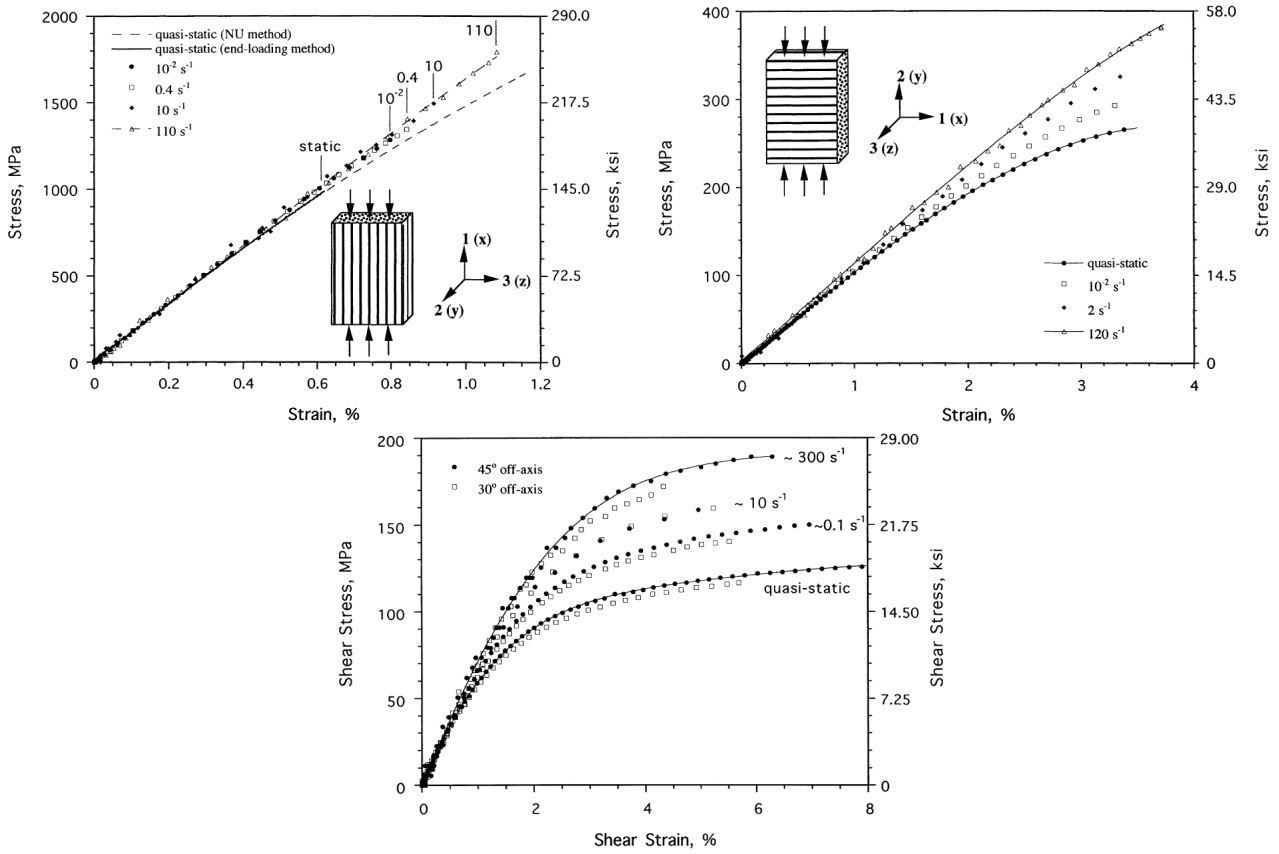 2000
1500
1000
500
0
Stress, MPa
290.0
217.5
145.0
72.5
0
Stress, ksi
quasi-static (NU method)
quasi-static (end-loading method)
10⁻² s⁻¹
0.4 s⁻¹
10 s⁻¹
110 s⁻¹
110
10
0.4
10⁻²
static
1 (x)
3 (z)
2 (y)
0 0.2 0.4 0.6 0.8 1.0 1.2
Strain, %
400
300
200
100
0
Stress, MPa
58.0
43.5
29.0
14.5
0
Stress, ksi
2 (y)
1 (x)
3 (z)
quasi-static
10⁻² s⁻¹
2 s⁻¹
120 s⁻¹
0 1 2 3 4
Strain, %
200
150
100
50
0
Shear Stress, MPa
29.00
21.75
14.50
7.25
0
Shear Stress, ksi
45° off-axis
30° off-axis
~ 300 s⁻¹
~ 10 s⁻¹
~0.1 s⁻¹
quasi-static
0 2 4 6 8
Shear Strain, %